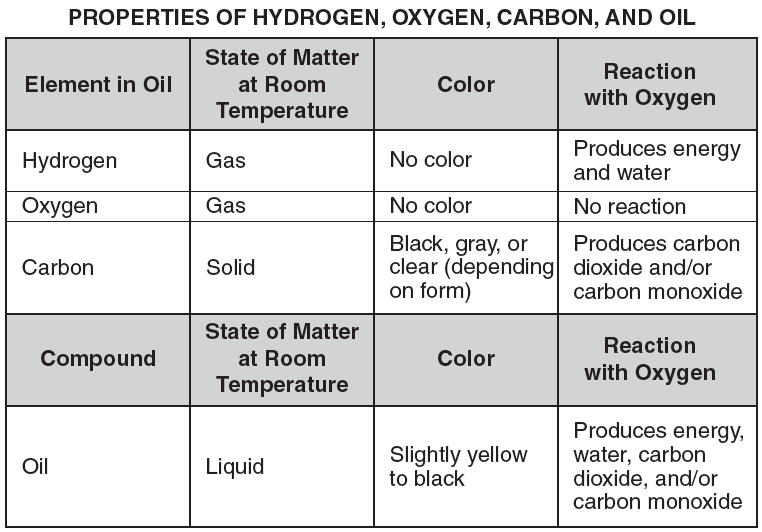 PROPERTIES OF HYDROGEN, OXYGEN, CARBON, AND OIL
Element in Oil
State of Matter
at Room
Temperature
Color
Reaction
with Oxygen
Hydrogen
Gas
No color
Produces energy
and water
Oxygen
Gas
No color
No reaction
Carbon
Solid
Black, gray, or
clear (depending
on form)
Produces carbon
dioxide and/or
carbon monoxide
Compound
State of Matter
at Room
Temperature
Color
Reaction
with Oxygen
Oil
Liquid
Slightly yellow
to black
Produces energy,
water, carbon
dioxide, and/or
carbon monoxide